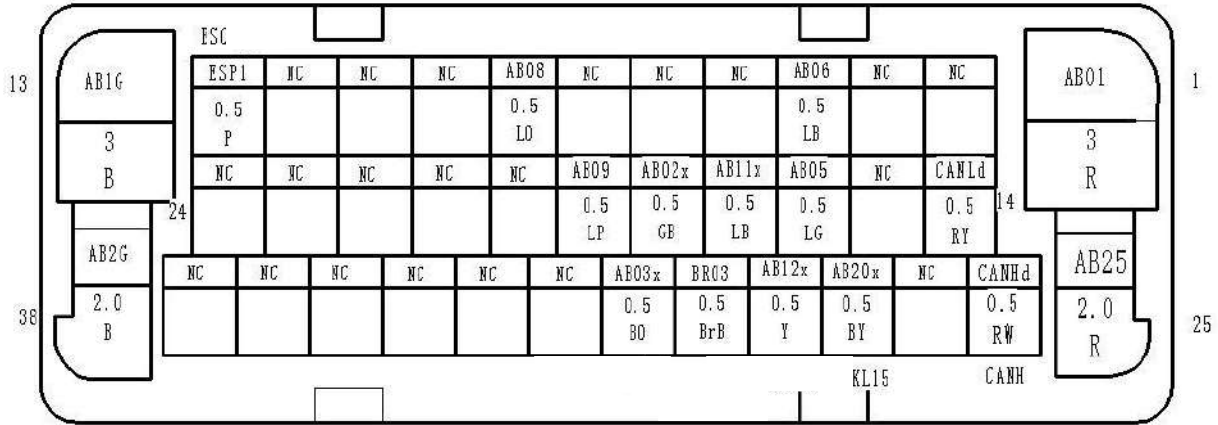 ESC
ESP1 NC NC NC AB08 NC NC NC AB06 NC NC
13 AB1G AB01 1
0.5 0.5 0.5
P LO LB
3 3
B R
NC NC NC NC NC AB09 AB02x AB11x AB05 NC CANLd
24 0.5 0.5 0.5 0.5 0.5 14
LP GB LB LG RY
AB2G AB25
NC NC NC NC NC NC AB03x BR03 AB12x AB20x NC CANHd
38 2.0 0.5 0.5 0.5 0.5 0.5 2.0 25
B BO BrB Y BY RW R
KL15 CANH